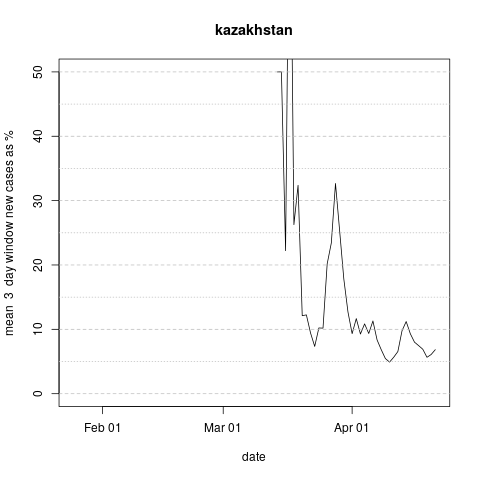 kazakhstan
mean 3 day window new cases as %
50
40
30
20
10
0
Feb 01
Mar 01
Apr 01
date